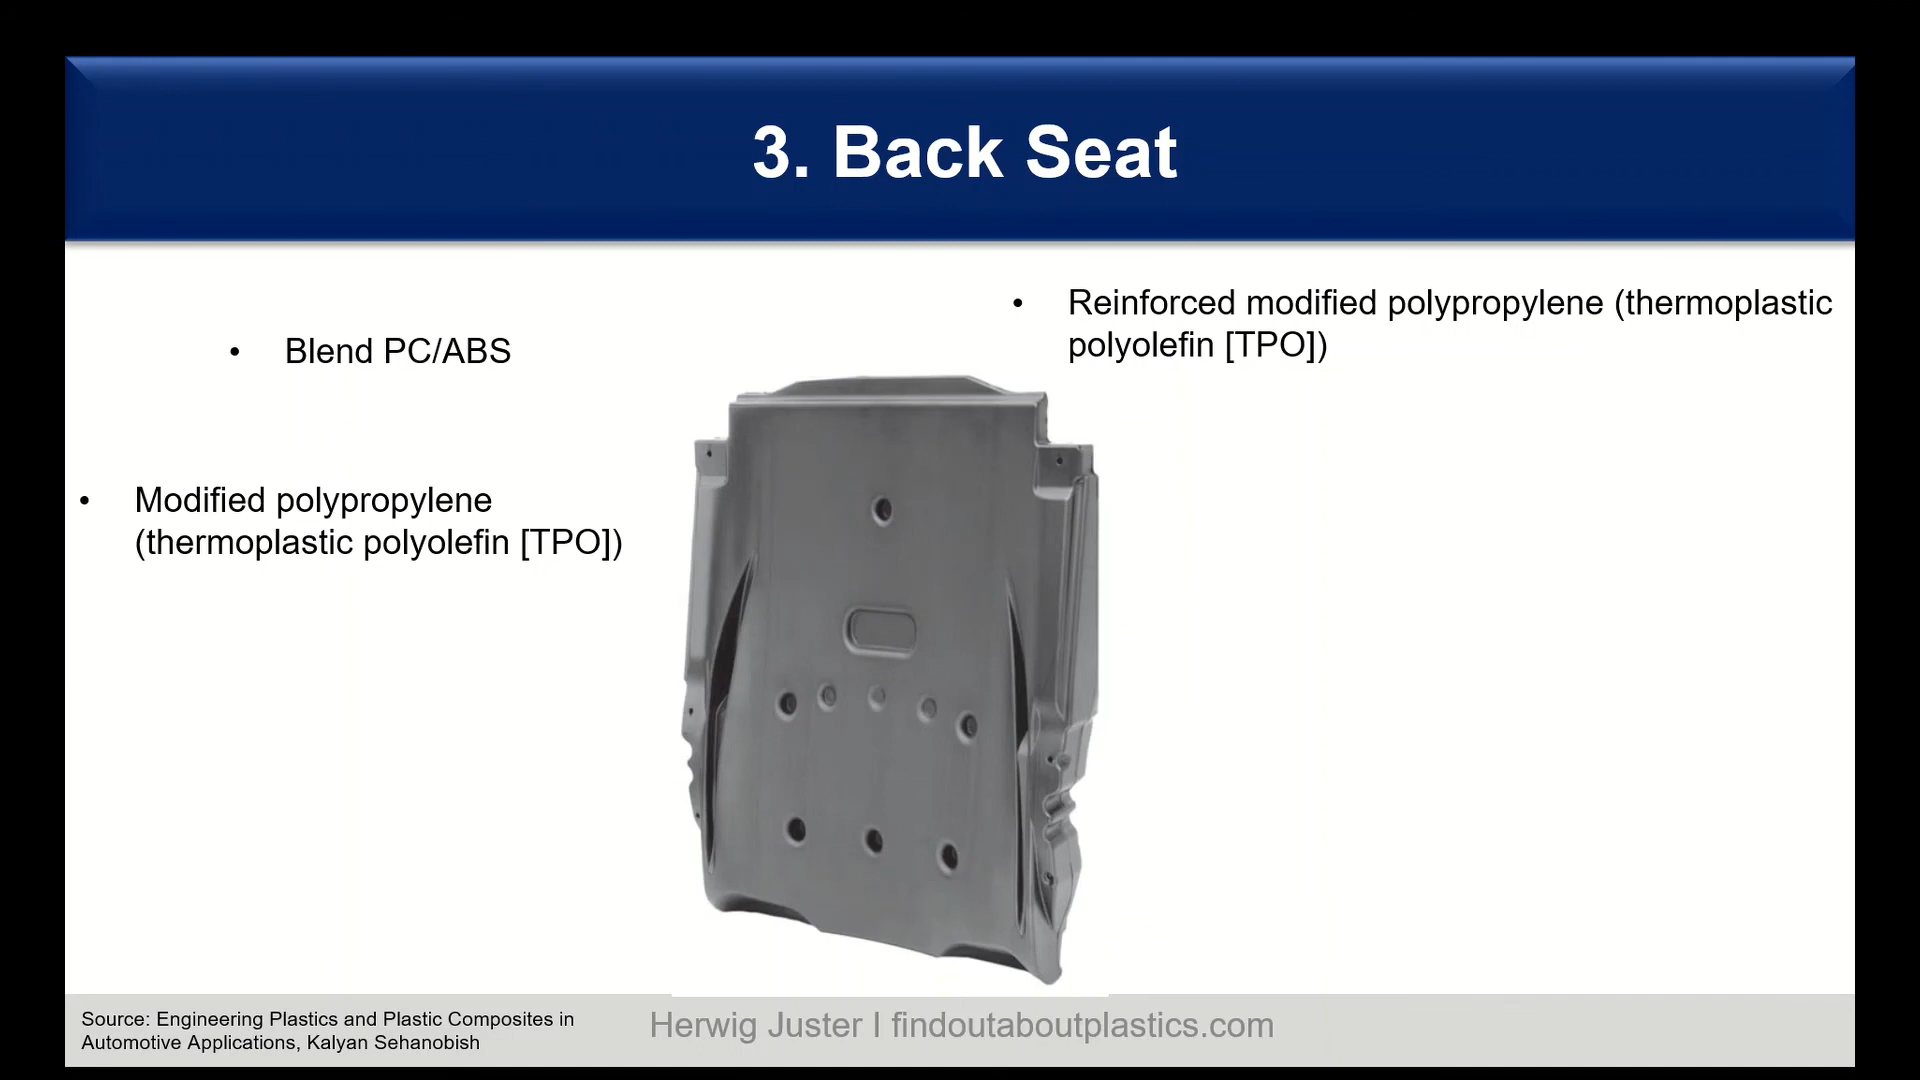 3. Back Seat
• Reinforced modified polypropylene (thermoplastic
polyolefin [TPO])
• Blend PC/ABS
• Modified polypropylene
(thermoplastic polyolefin [TPO])
Source: Engineering Plastics and Plastic Composites in
Automotive Applications, Kalyan Sehanobish
Herwig Juster I findoutaboutplastics.com